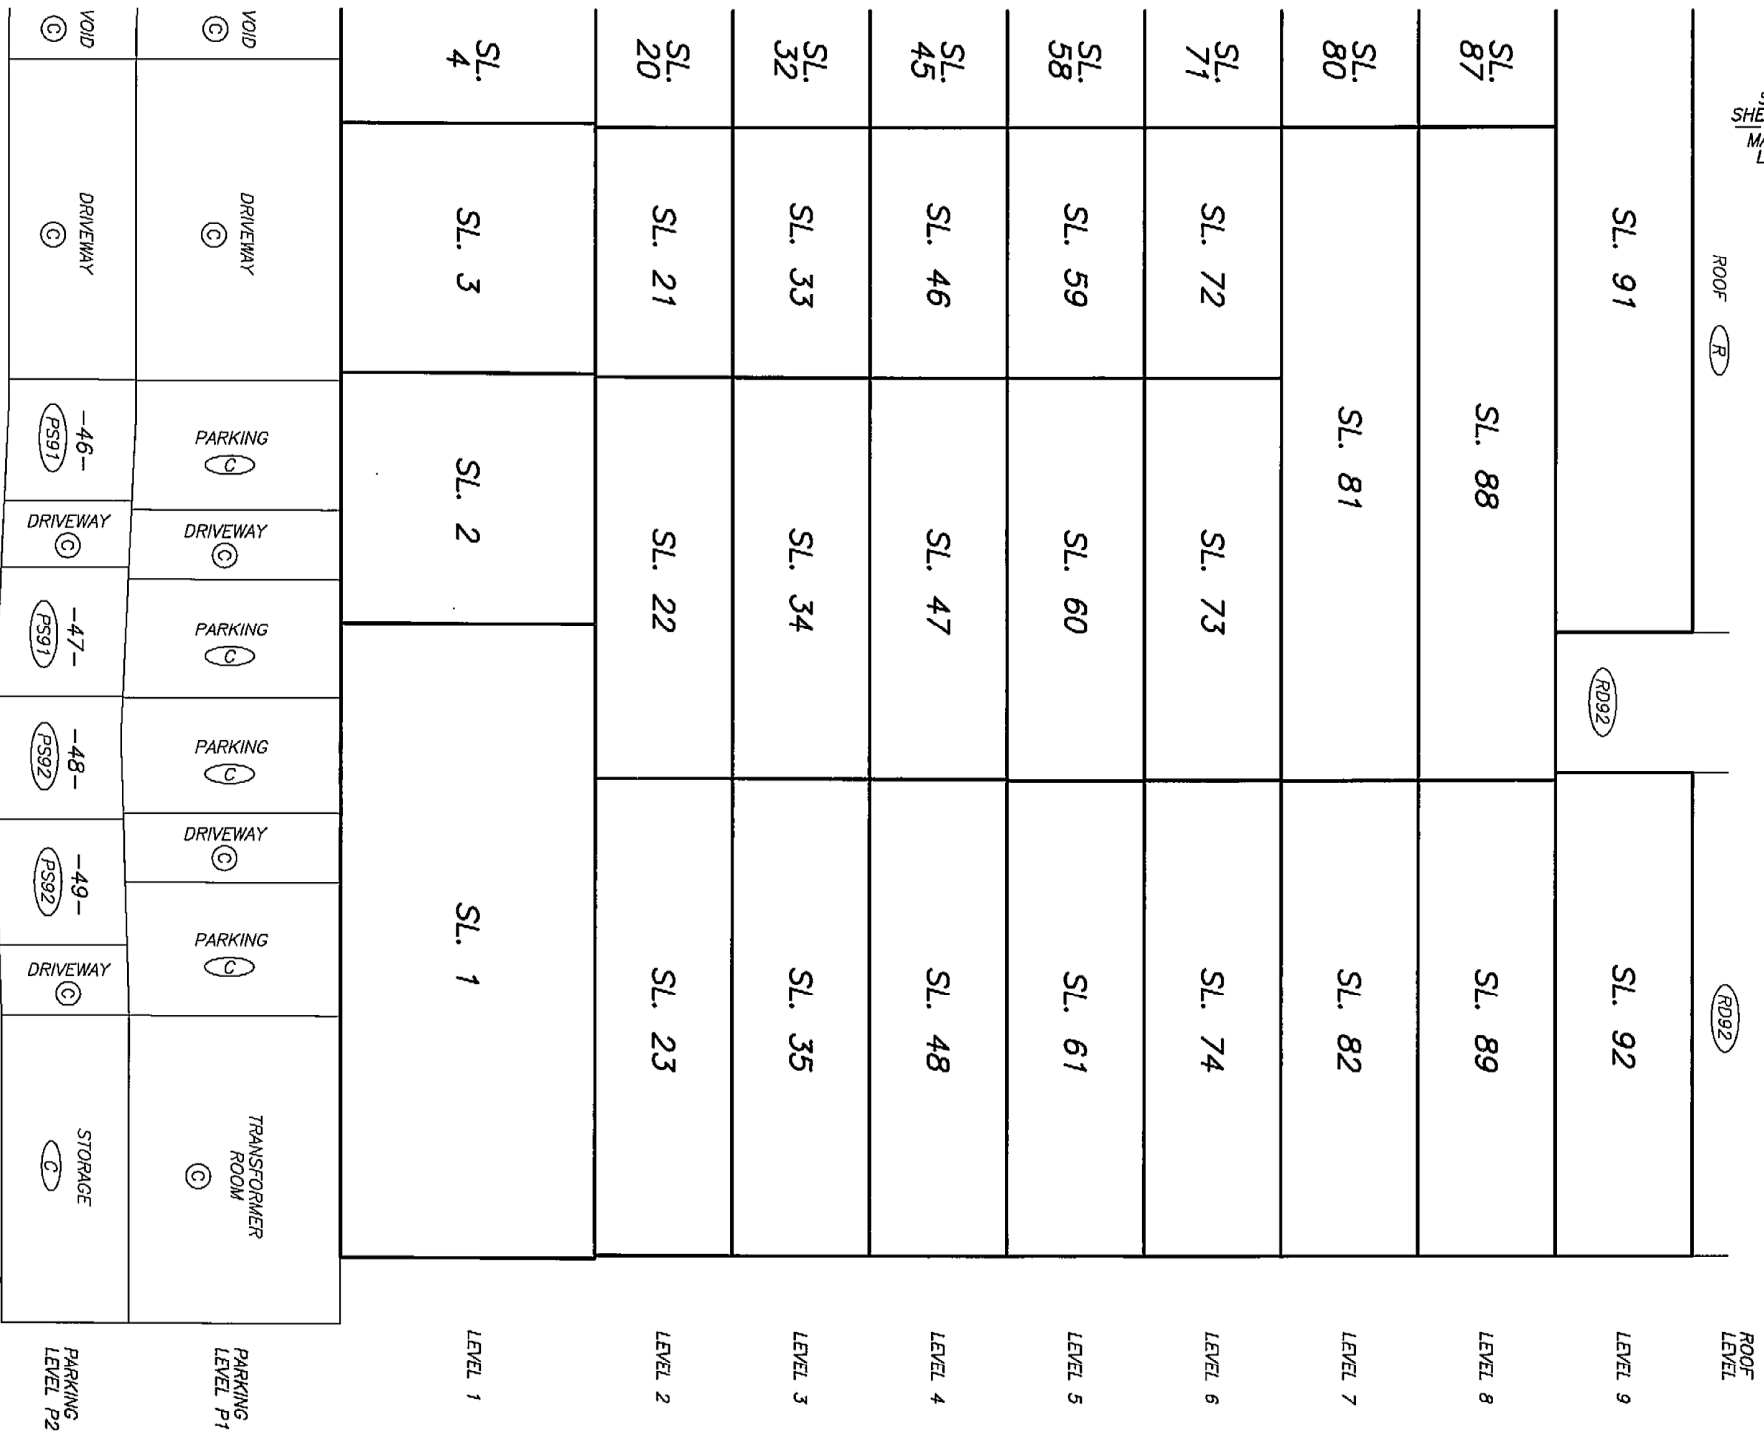 SHE
MA
L
ROOF R
RD92
ROOF
LEVEL
SL. 91
RD92
SL. 92
LEVEL 9
SL.
87
SL. 88
SL. 89
LEVEL 8
SL.
80
SL. 81
SL. 82
LEVEL 7
SL.
71
SL. 72
SL. 73
SL. 74
LEVEL 6
SL.
58
SL. 59
SL. 60
SL. 61
LEVEL 5
SL.
45
SL. 46
SL. 47
SL. 48
LEVEL 4
SL.
32
SL. 33
SL. 34
SL. 35
LEVEL 3
SL.
20
SL. 21
SL. 22
SL. 23
LEVEL 2
SL.
4
SL. 3
SL. 2
SL. 1
LEVEL 1
VOID
C
DRIVEWAY
C
PARKING
C
DRIVEWAY
C
PARKING
C
PARKING
C
DRIVEWAY
C
PARKING
C
TRANSFORMER
ROOM
C
PARKING
LEVEL P1
VOID
C
DRIVEWAY
C
-46-
PS91
DRIVEWAY
C
-47-
PS91
-48-
PS92
-49-
PS92
DRIVEWAY
C
STORAGE
C
PARKING
LEVEL P2